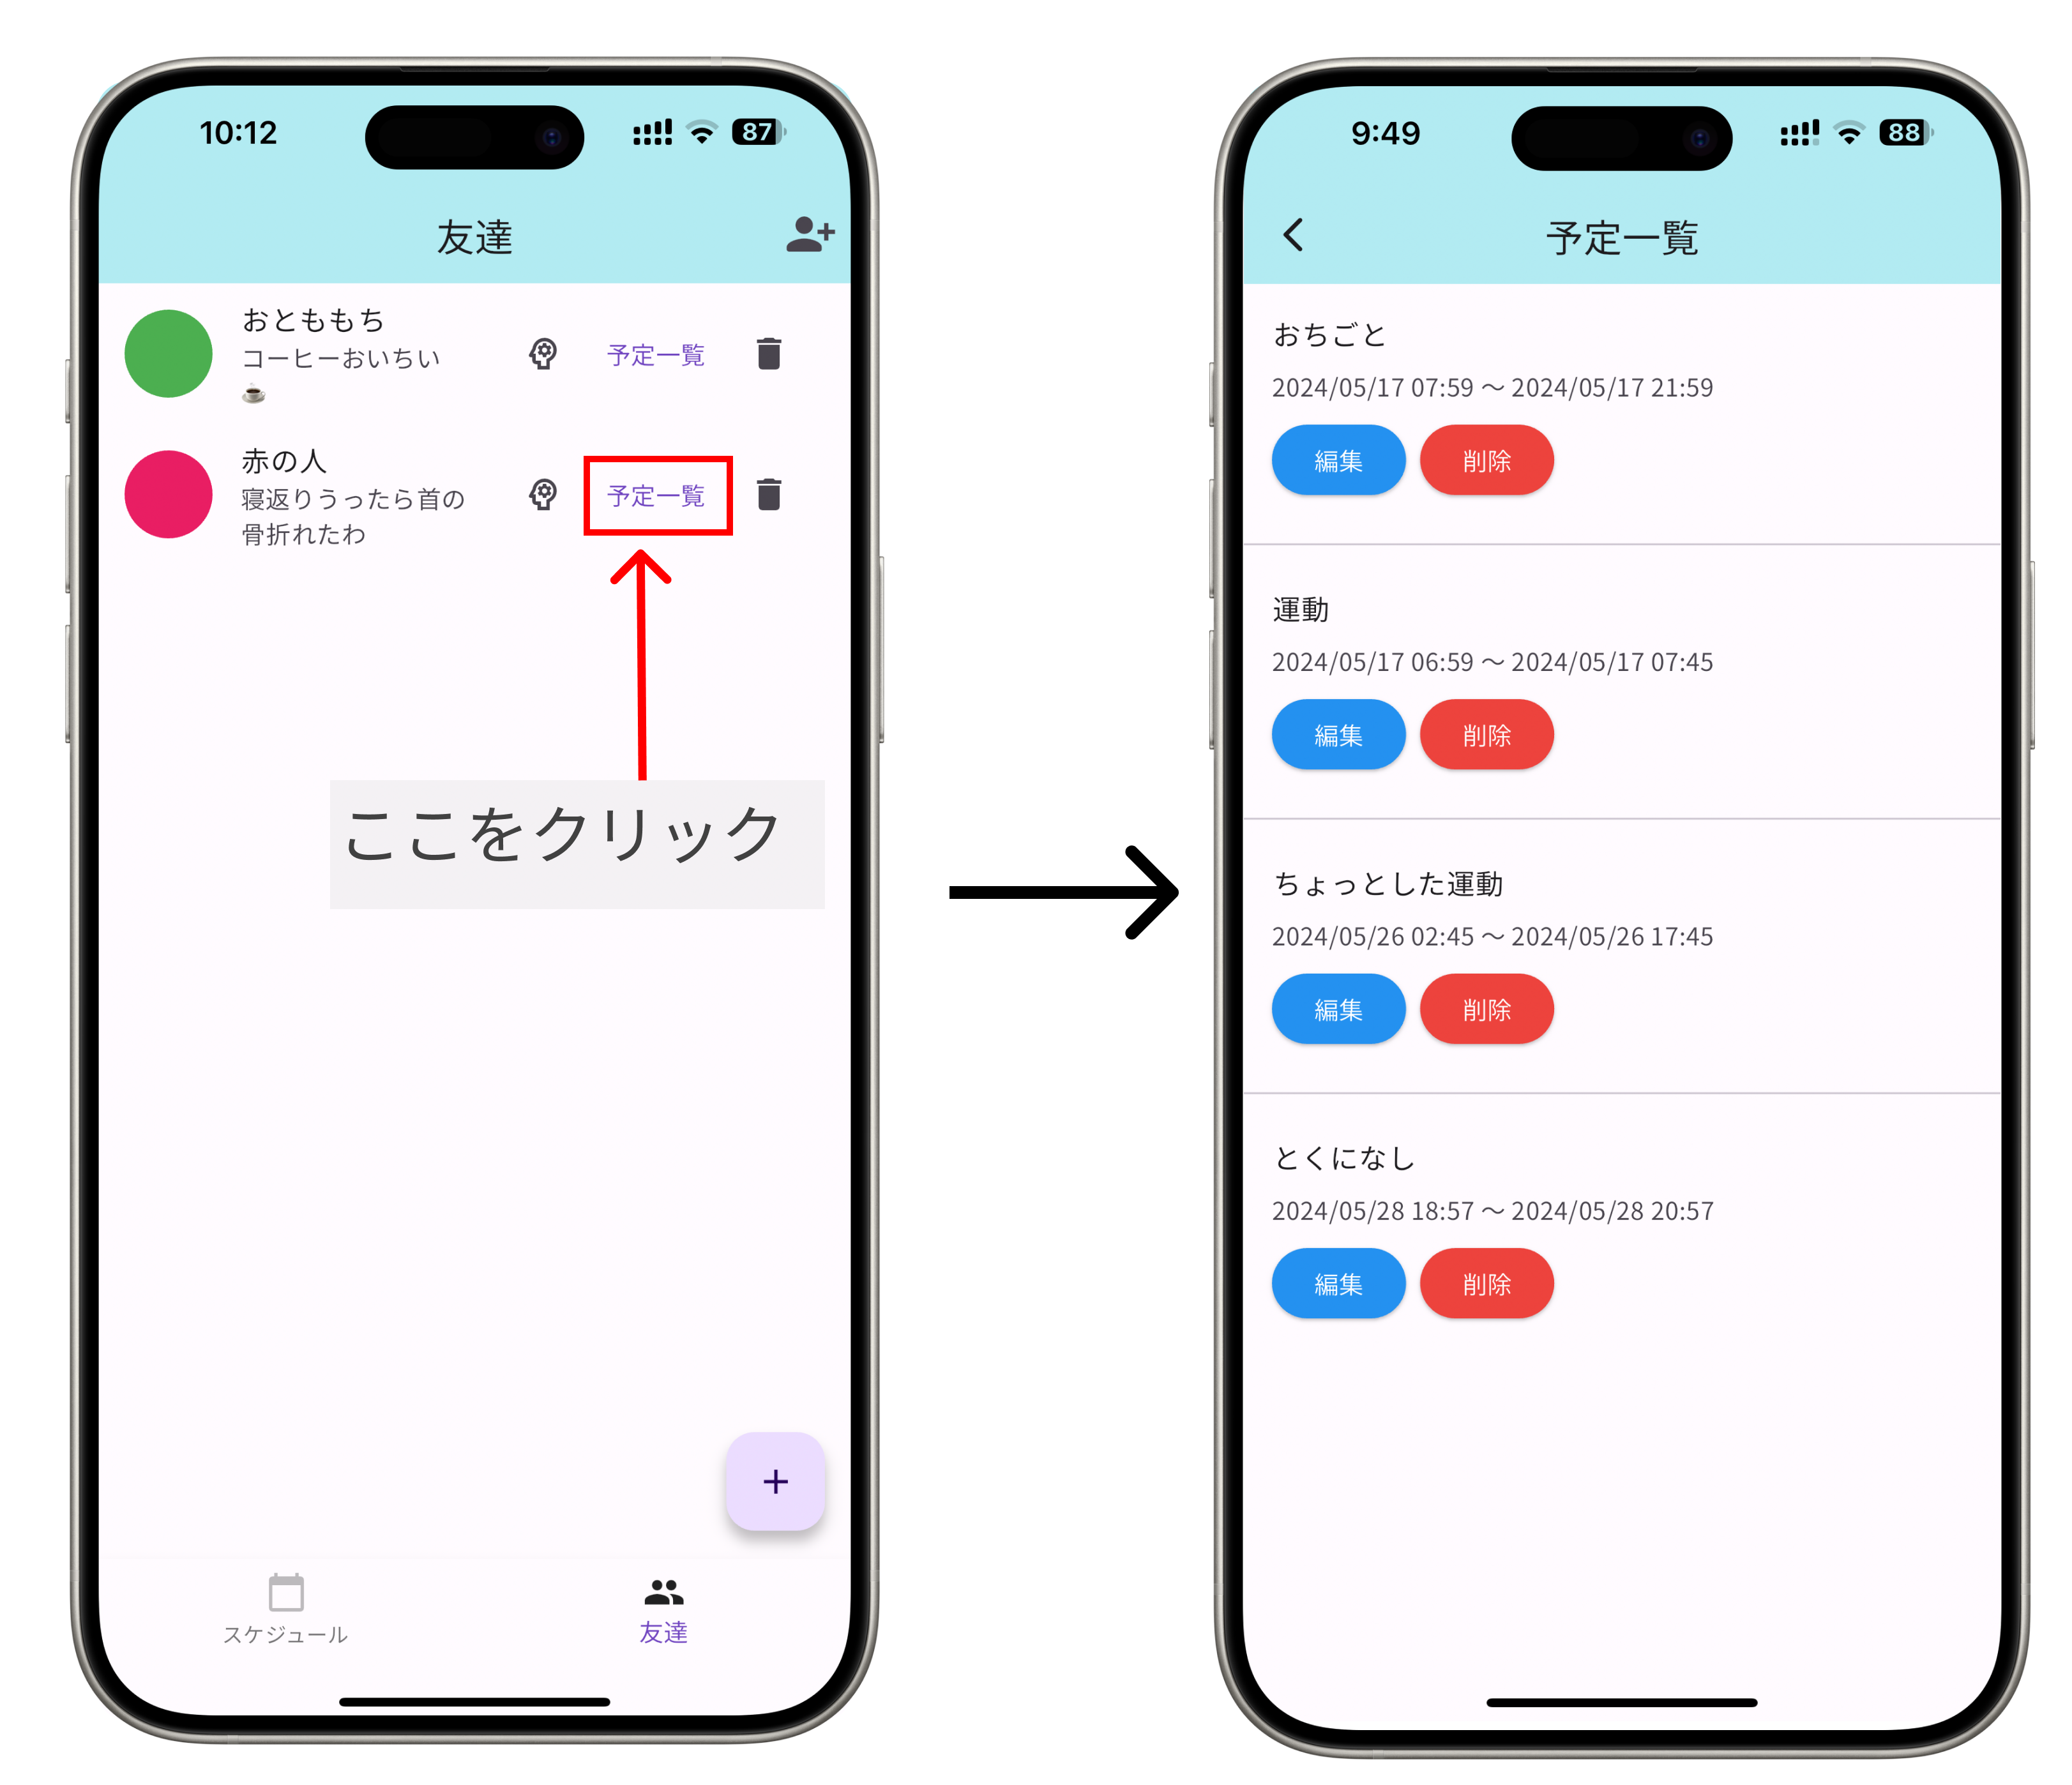 10:12
87
友達
おとももち
コーヒーおいちい
☕
予定一覧
赤の人
寝返りうったら首の
骨折れたわ
予定一覧
ここをクリック
+
スケジュール
友達
9:49
88
予定一覧
おちごと
2024/05/17 07:59 〜 2024/05/17 21:59
編集 削除
運動
2024/05/17 06:59 〜 2024/05/17 07:45
編集 削除
ちょっとした運動
2024/05/26 02:45 〜 2024/05/26 17:45
編集 削除
とくになし
2024/05/28 18:57 〜 2024/05/28 20:57
編集 削除